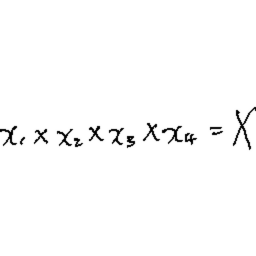 x₁ × x₂ × x₃ × x₄ = X